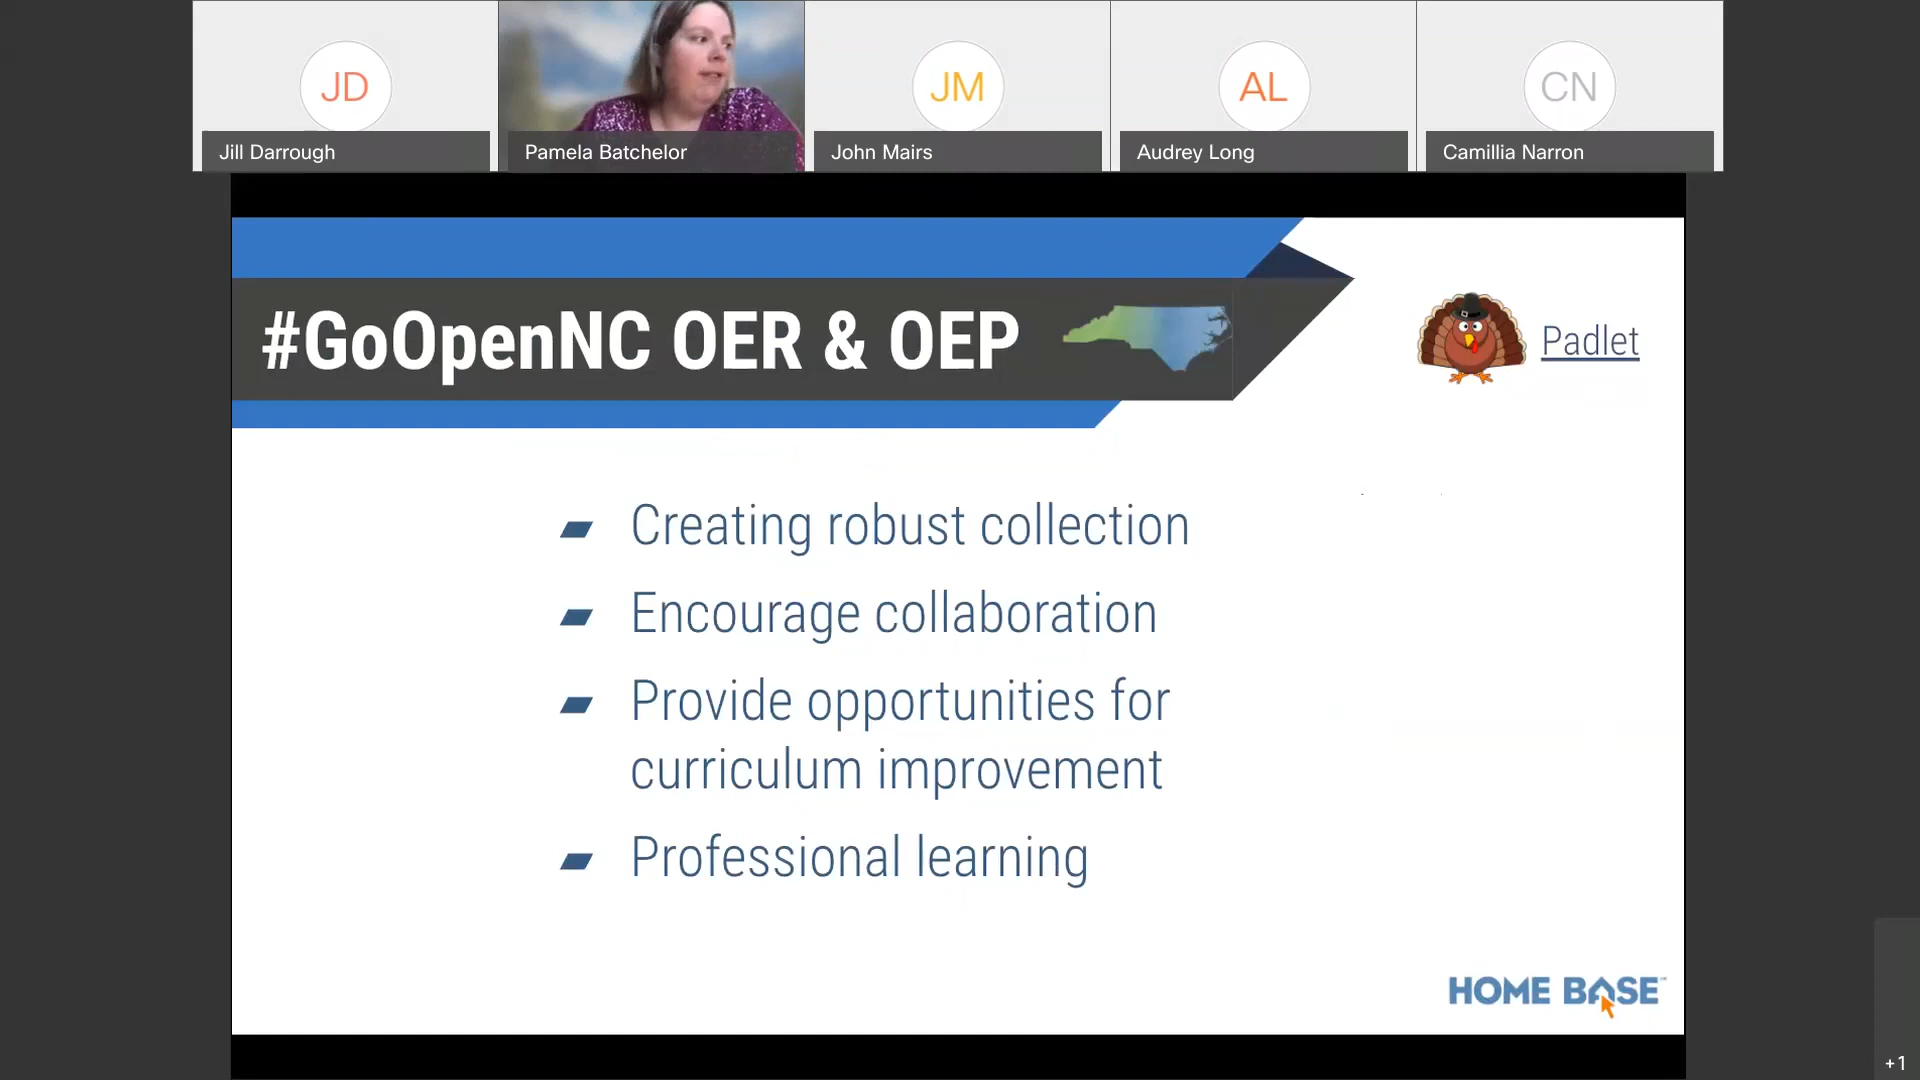 JD
JM
AL
CN
Jill Darrough
Pamela Batchelor
John Mairs
Audrey Long
Camillia Narron
#GoOpenNC OER & OEP
Padlet
Creating robust collection
Encourage collaboration
Provide opportunities for
curriculum improvement
Professional learning
HOME BASE
+1